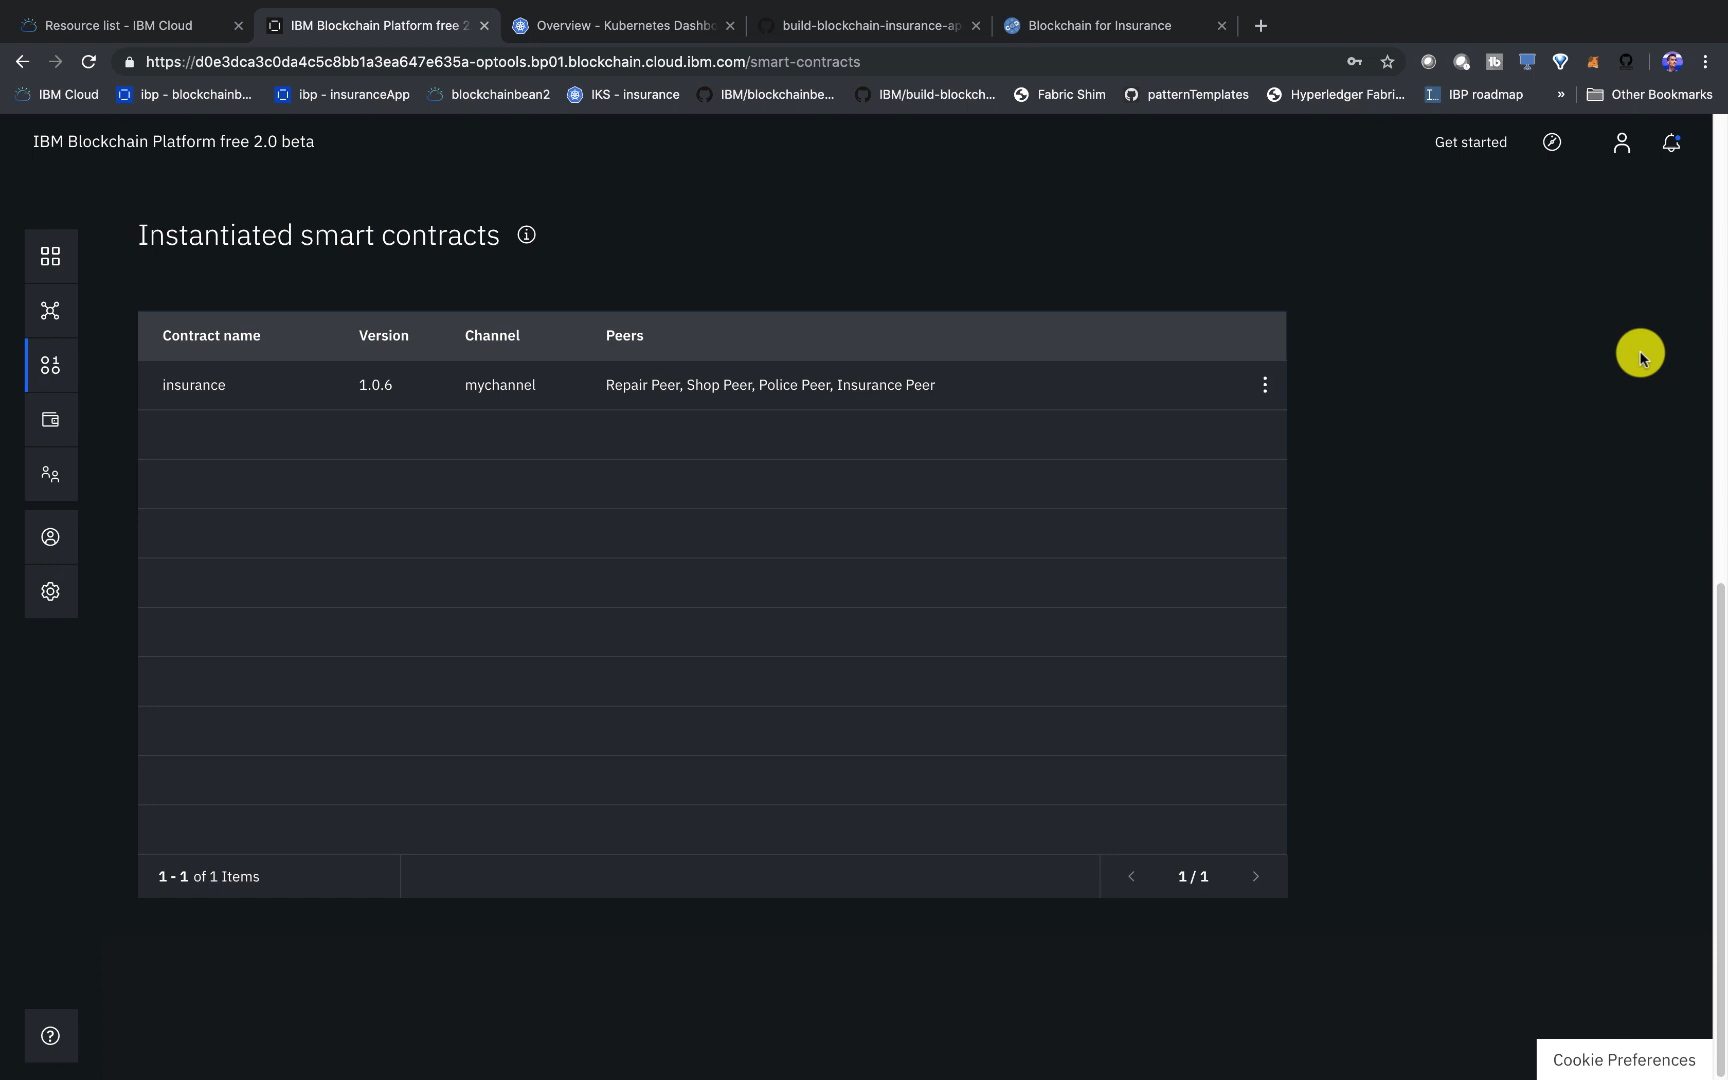 Resource list - IBM Cloud
IBM Blockchain Platform free 2
Overview - Kubernetes Dashbo
build-blockchain-insurance-ap
Blockchain for Insurance
https://d0e3dca3c0da4c5c8bb1a3ea647e635a-optools.bp01.blockchain.cloud.ibm.com/smart-contracts
IBM Cloud
ibp - blockchainb...
ibp - insuranceApp
blockchainbean2
IKS - insurance
IBM/blockchainbe...
IBM/build-blockch...
Fabric Shim
patternTemplates
Hyperledger Fabri...
IBP roadmap
»
Other Bookmarks
IBM Blockchain Platform free 2.0 beta
Get started
Instantiated smart contracts
Contract name Version Channel Peers
insurance 1.0.6 mychannel Repair Peer, Shop Peer, Police Peer, Insurance Peer
1 - 1 of 1 Items
1 / 1
Cookie Preferences